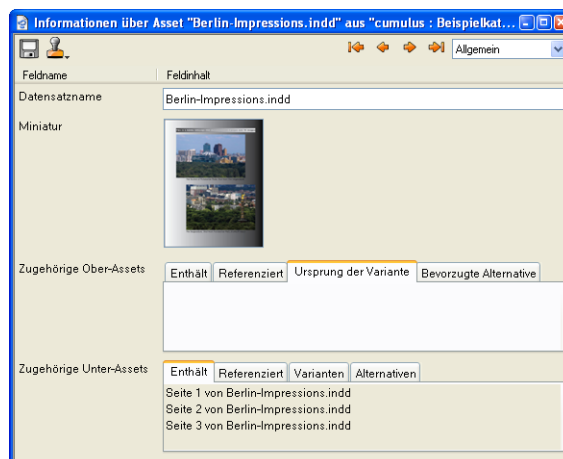 Informationen über Asset "Berlin-Impressions.indd" aus "cumulus : Beispielkat...
Allgemein
Feldname Feldinhalt
Datensatzname Berlin-Impressions.indd
Miniatur
Zugehörige Ober-Assets Enthält Referenziert Ursprung der Variante Bevorzugte Alternative
Zugehörige Unter-Assets Enthält Referenziert Varianten Alternativen
Seite 1 von Berlin-Impressions.indd
Seite 2 von Berlin-Impressions.indd
Seite 3 von Berlin-Impressions.indd